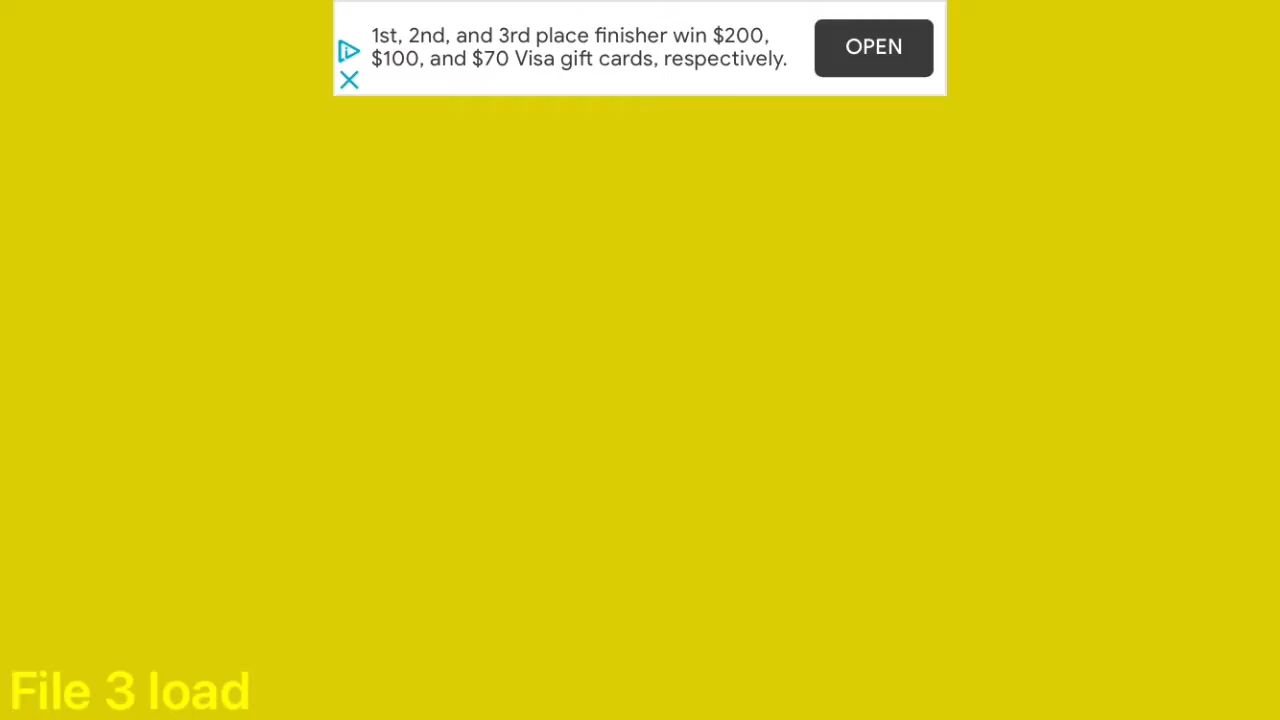 1st, 2nd, and 3rd place finisher win $200,
$100, and $70 Visa gift cards, respectively.
OPEN
File 3 load